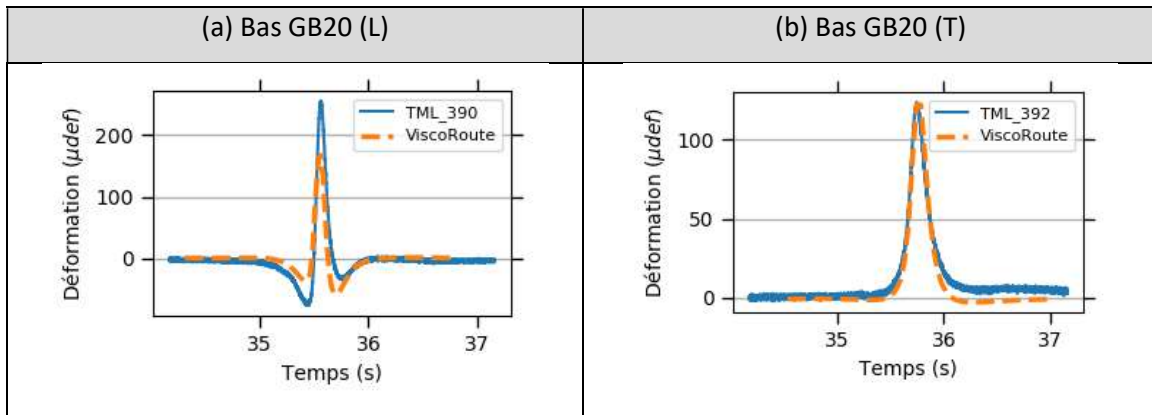 (a) Bas GB20 (L)
(b) Bas GB20 (T)
TML_390
ViscoRoute
Déformation (μdef)
200
100
0
35
36
37
Temps (s)
TML_392
ViscoRoute
Déformation (μdef)
100
50
0
35
36
37
Temps (s)